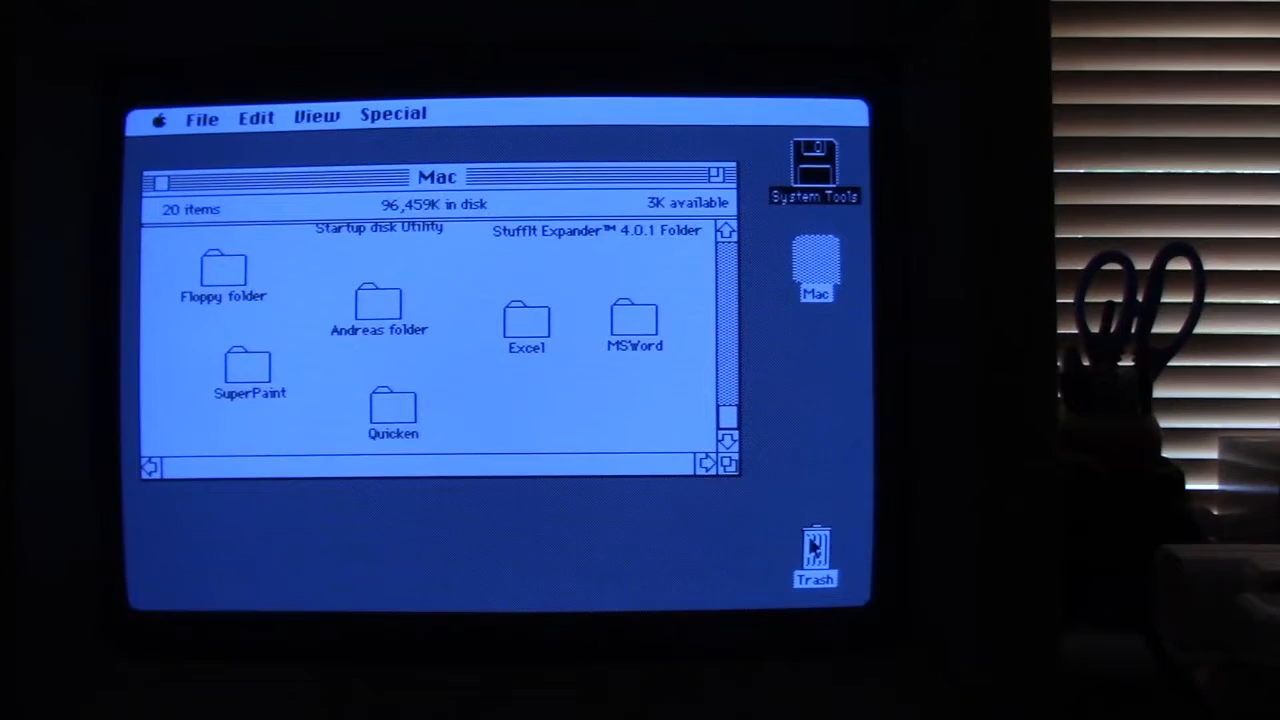 File Edit View Special
Mac
20 items 96,459K in disk 3K available
Startup disk Utility StuffIt Expander™ 4.0.1 Folder
Floppy folder
Andreas folder
Excel MSWord
SuperPaint
Quicken
System Tools
Mac
Trash